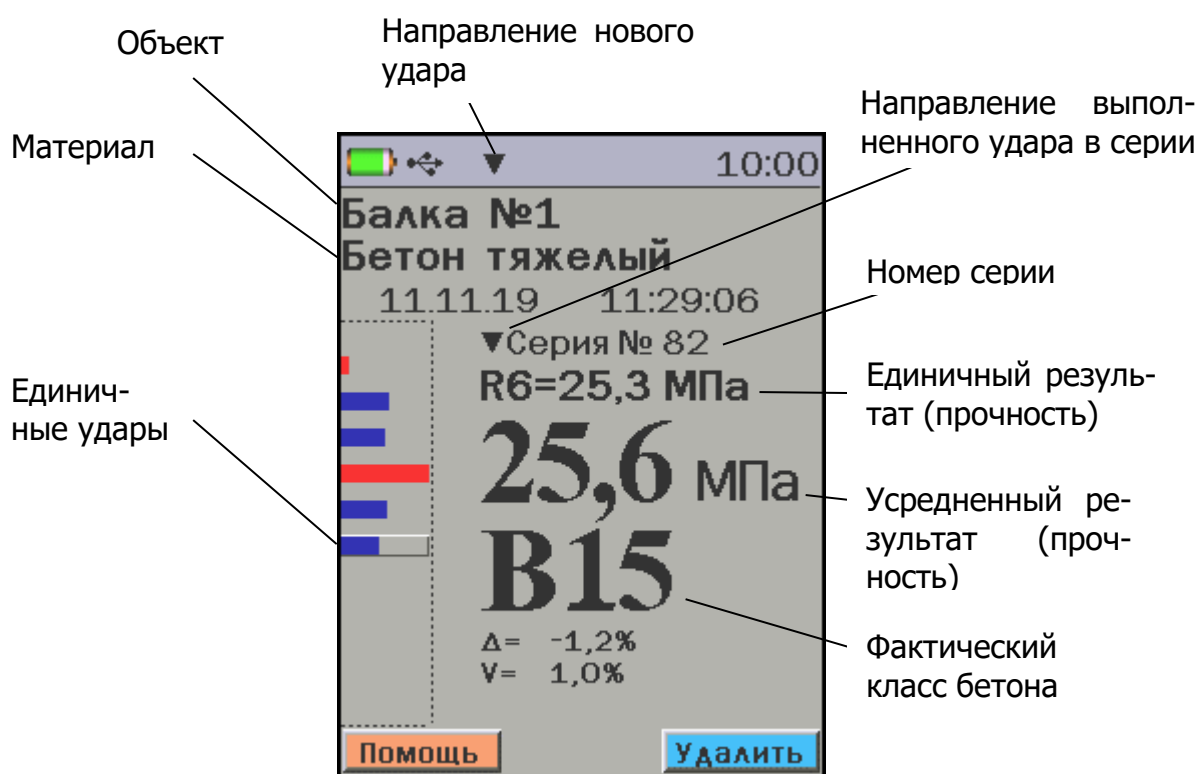 Объект
Направление нового
удара
Направление выпол-
ненного удара в серии
Материал
10:00
Балка №1
Бетон тяжелый
11.11.19 11:29:06
Номер серии
▼Серия № 82
R6=25,3 МПа
Единичный резуль-
тат (прочность)
Единич-
ные удары
25,6 МПа
Усредненный ре-
зультат (проч-
ность)
B15
Δ= -1,2%
V= 1,0%
Фактический
класс бетона
Помощь
Удалить